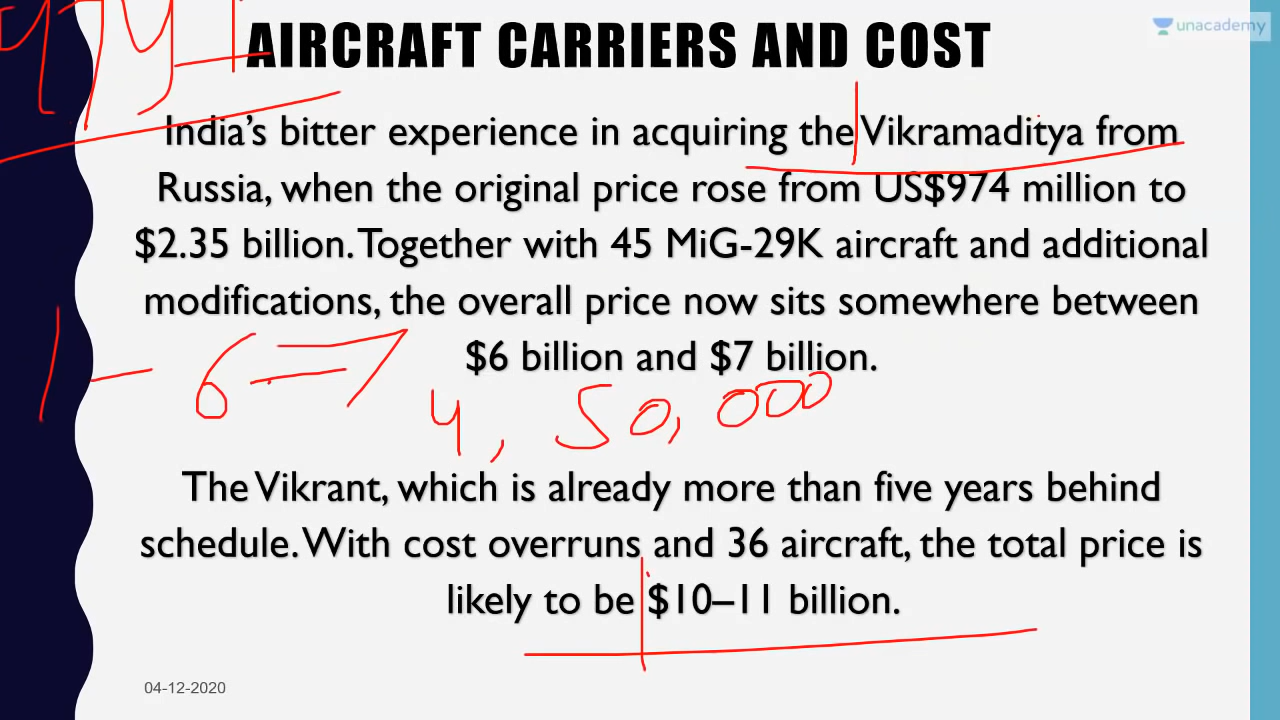 unacademy
AIRCRAFT CARRIERS AND COST
India's bitter experience in acquiring the Vikramaditya from
Russia, when the original price rose from US$974 million to
$2.35 billion. Together with 45 MiG-29K aircraft and additional
modifications, the overall price now sits somewhere between
$6 billion and $7 billion.
1 - 6 = 7
4, 50,000
The Vikrant, which is already more than five years behind
schedule. With cost overruns and 36 aircraft, the total price is
likely to be $10–11 billion.
04-12-2020